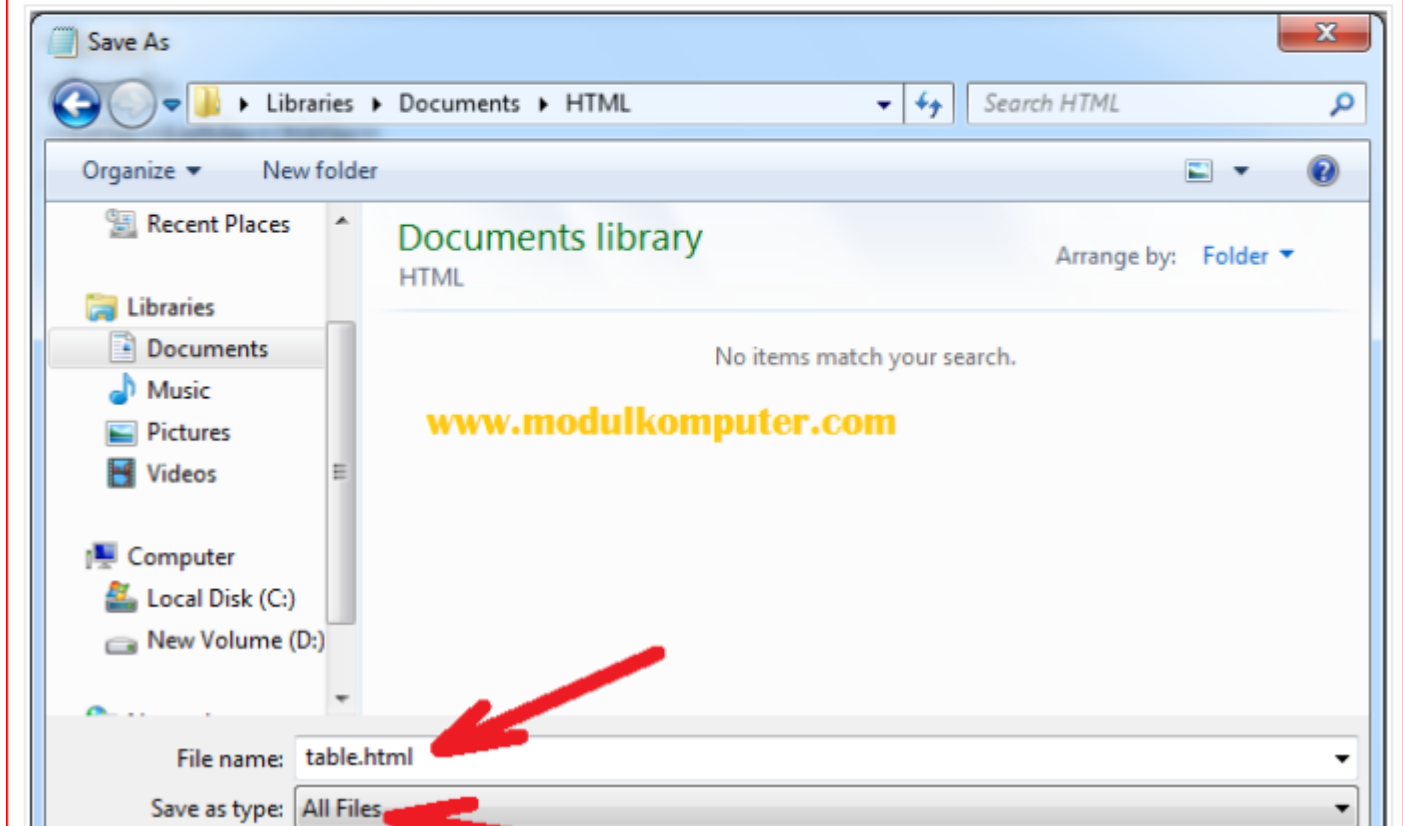 Save As
Libraries Documents HTML Search HTML
Organize New folder
Recent Places
Documents library
HTML
Arrange by: Folder
Libraries
Documents
Music
Pictures
Videos
No items match your search.
www.modulkomputer.com
Computer
Local Disk (C:)
New Volume (D:)
File name: table.html
Save as type: All Files